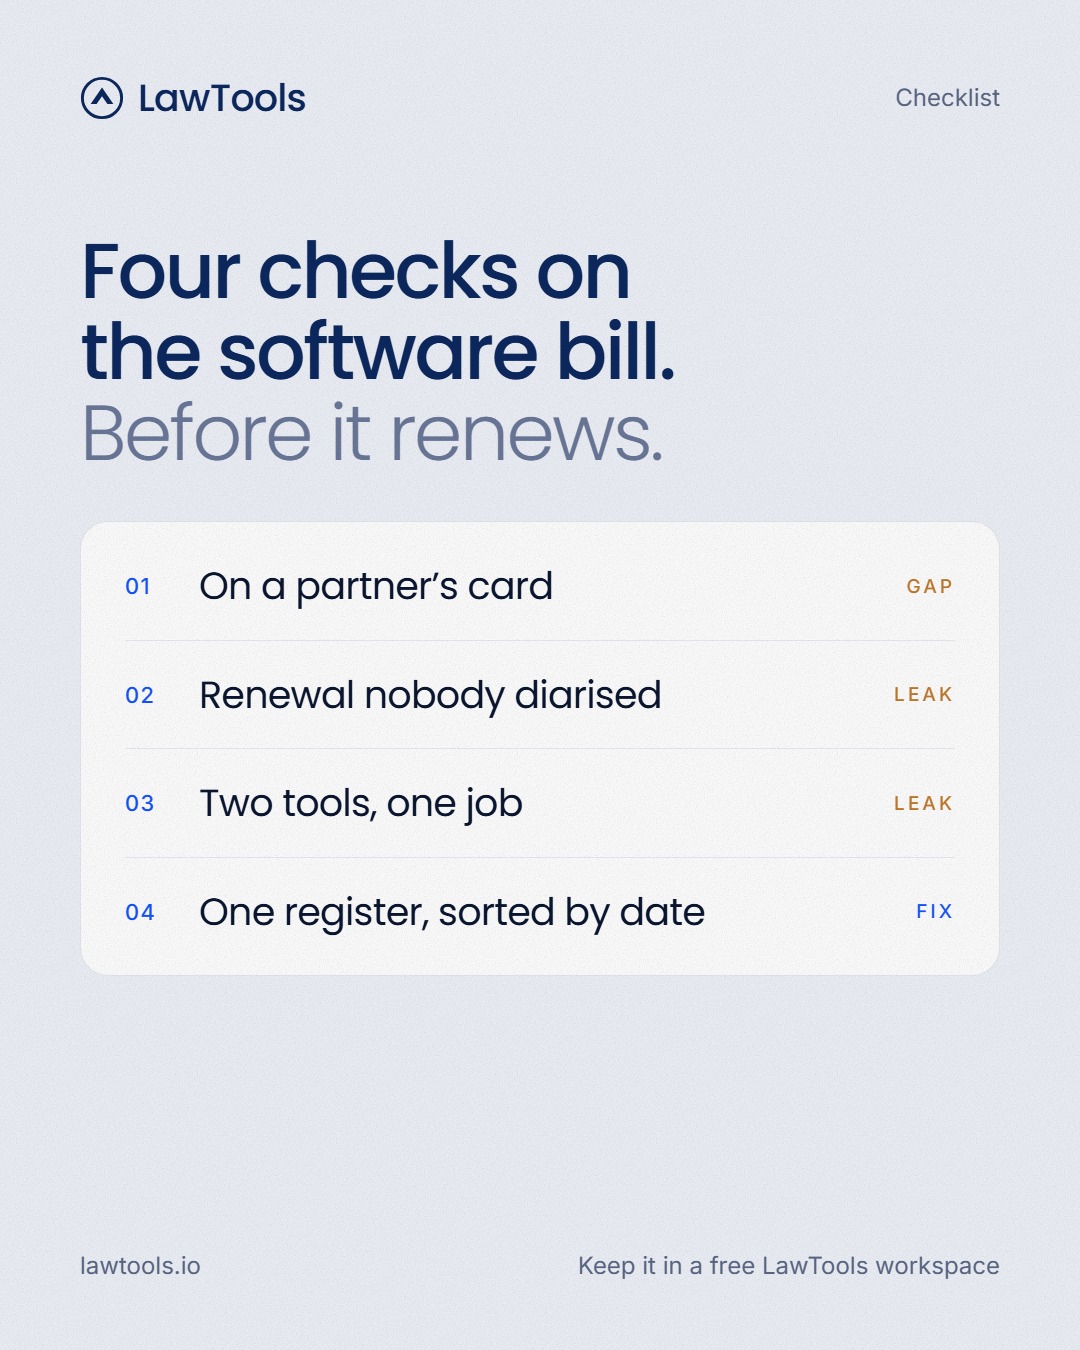 LawTools
Checklist
Four checks on
the software bill.
Before it renews.
01 On a partner’s card GAP
02 Renewal nobody diarised LEAK
03 Two tools, one job LEAK
04 One register, sorted by date FIX
lawtools.io
Keep it in a free LawTools workspace